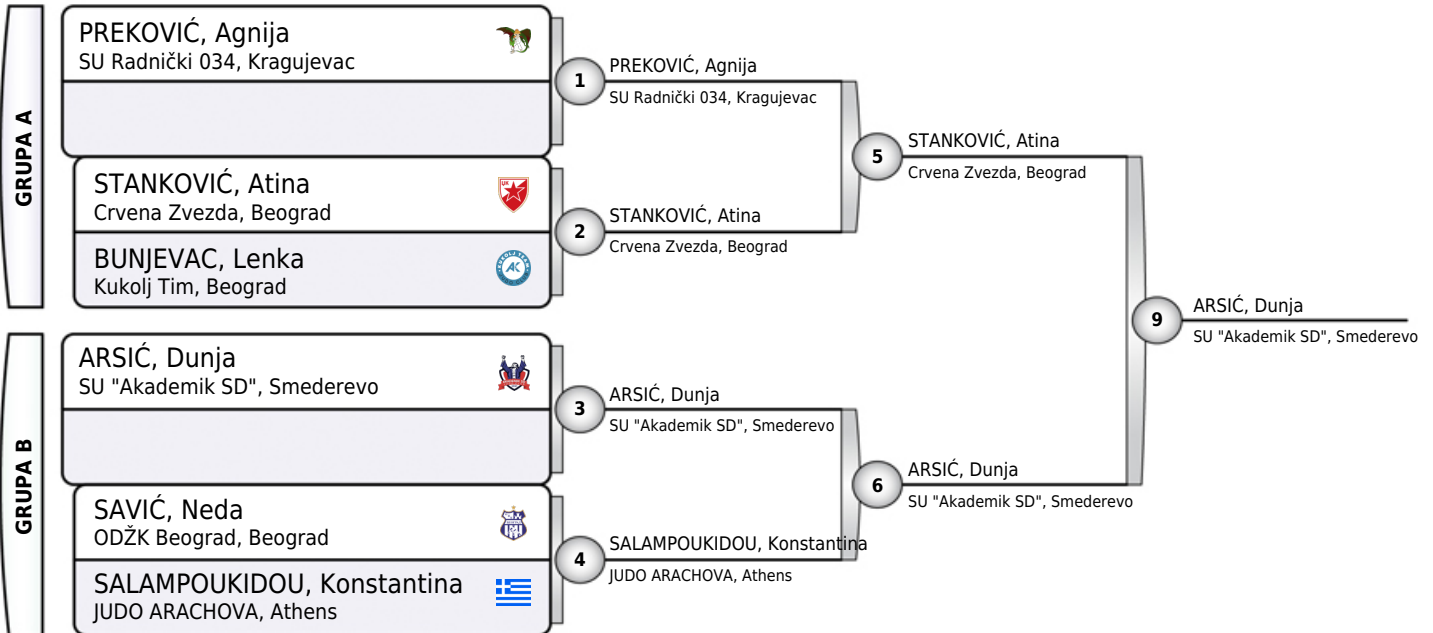 GRUPA A
PREKOVIĆ, Agnija
SU Radnički 034, Kragujevac
STANKOVIĆ, Atina
Crvena Zvezda, Beograd
BUNJEVAC, Lenka
Kukolj Tim, Beograd
GRUPA B
ARSIĆ, Dunja
SU "Akademik SD", Smederevo
SAVIĆ, Neda
ODŽK Beograd, Beograd
SALAMPOUKIDOU, Konstantina
JUDO ARACHOVA, Athens
1
PREKOVIĆ, Agnija
SU Radnički 034, Kragujevac
2
STANKOVIĆ, Atina
Crvena Zvezda, Beograd
3
ARSIĆ, Dunja
SU "Akademik SD", Smederevo
4
SALAMPOUKIDOU, Konstantina
JUDO ARACHOVA, Athens
5
STANKOVIĆ, Atina
Crvena Zvezda, Beograd
6
ARSIĆ, Dunja
SU "Akademik SD", Smederevo
9
ARSIĆ, Dunja
SU "Akademik SD", Smederevo